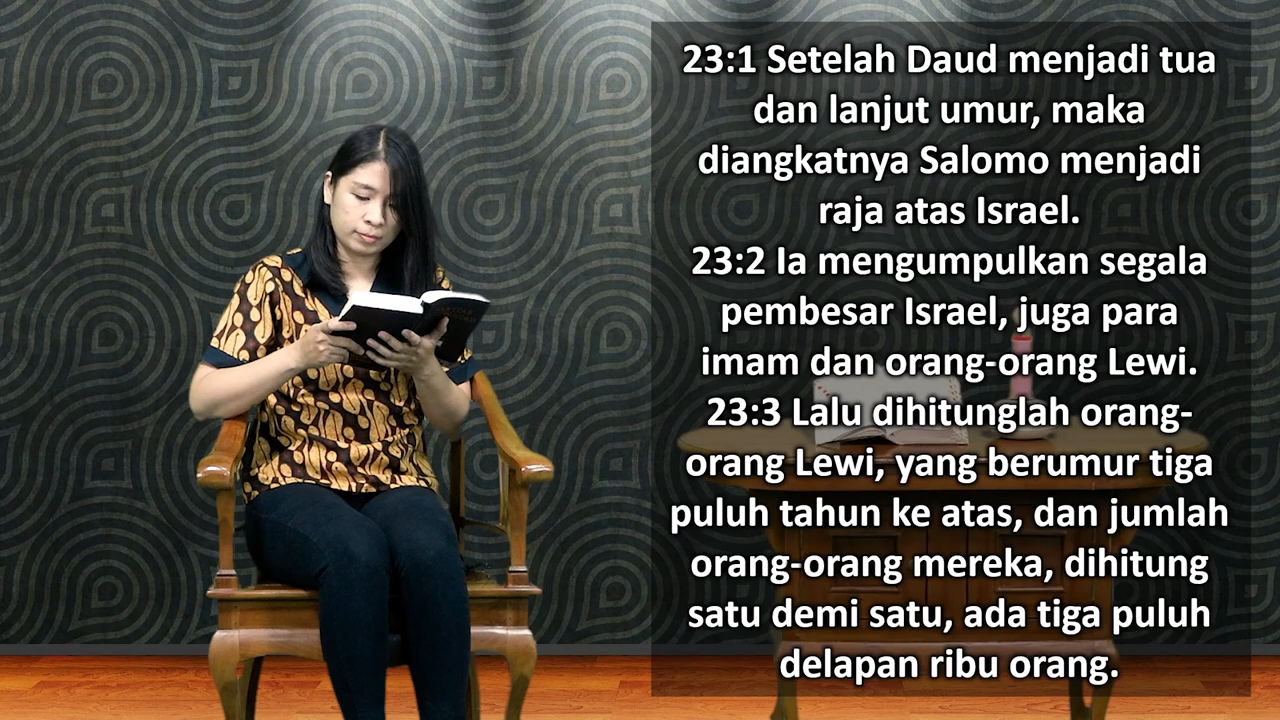 23:1 Setelah Daud menjadi tua
dan lanjut umur, maka
diangkatnya Salomo menjadi
raja atas Israel.
23:2 Ia mengumpulkan segala
pembesar Israel, juga para
imam dan orang-orang Lewi.
23:3 Lalu dihitunglah orang-
orang Lewi, yang berumur tiga
puluh tahun ke atas, dan jumlah
orang-orang mereka, dihitung
satu demi satu, ada tiga puluh
delapan ribu orang.